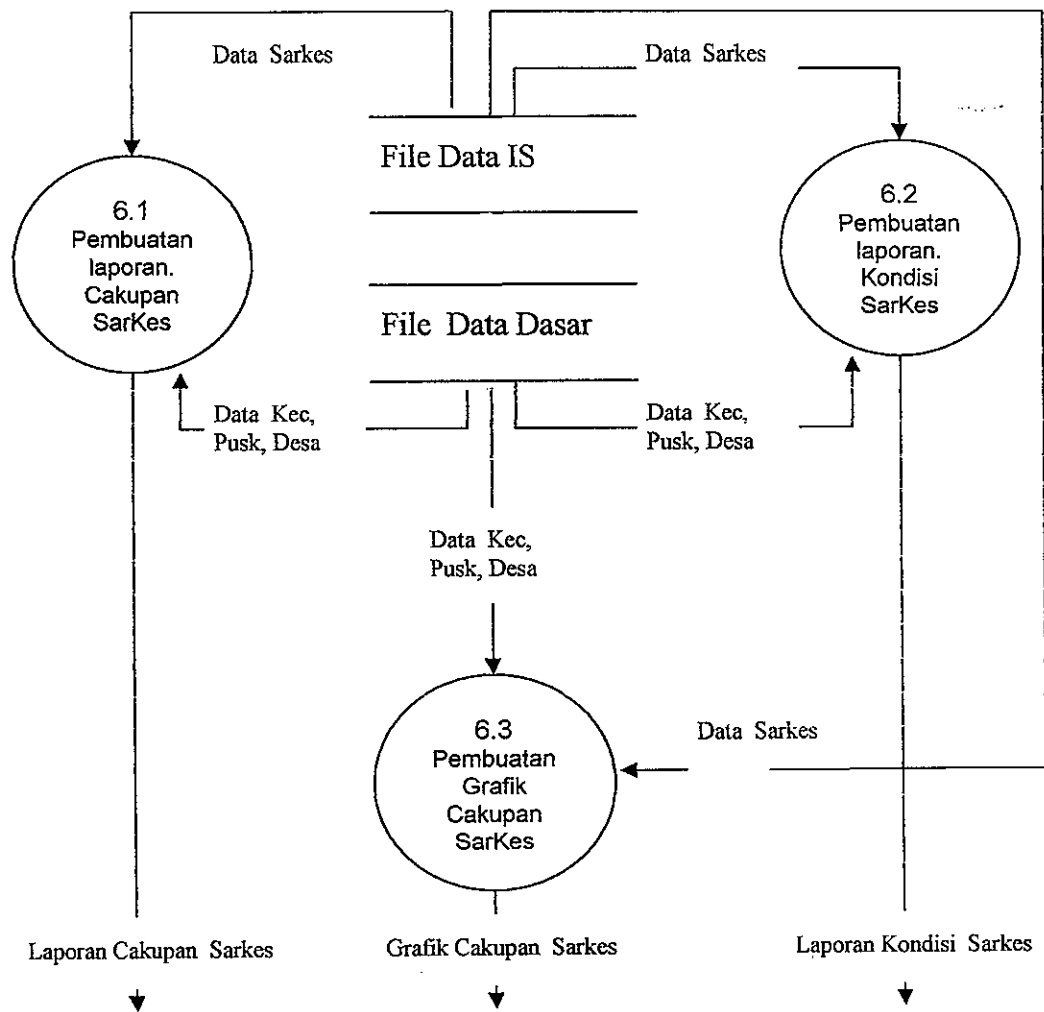 Data Sarkes
Data Sarkes
File Data IS
6.1
Pembuatan
laporan.
Cakupan
SarKes
6.2
Pembuatan
laporan.
Kondisi
SarKes
File Data Dasar
Data Kec,
Pusk, Desa
Data Kec,
Pusk, Desa
Data Kec,
Pusk, Desa
6.3
Pembuatan
Grafik
Cakupan
SarKes
Data Sarkes
Laporan Cakupan Sarkes
Grafik Cakupan Sarkes
Laporan Kondisi Sarkes